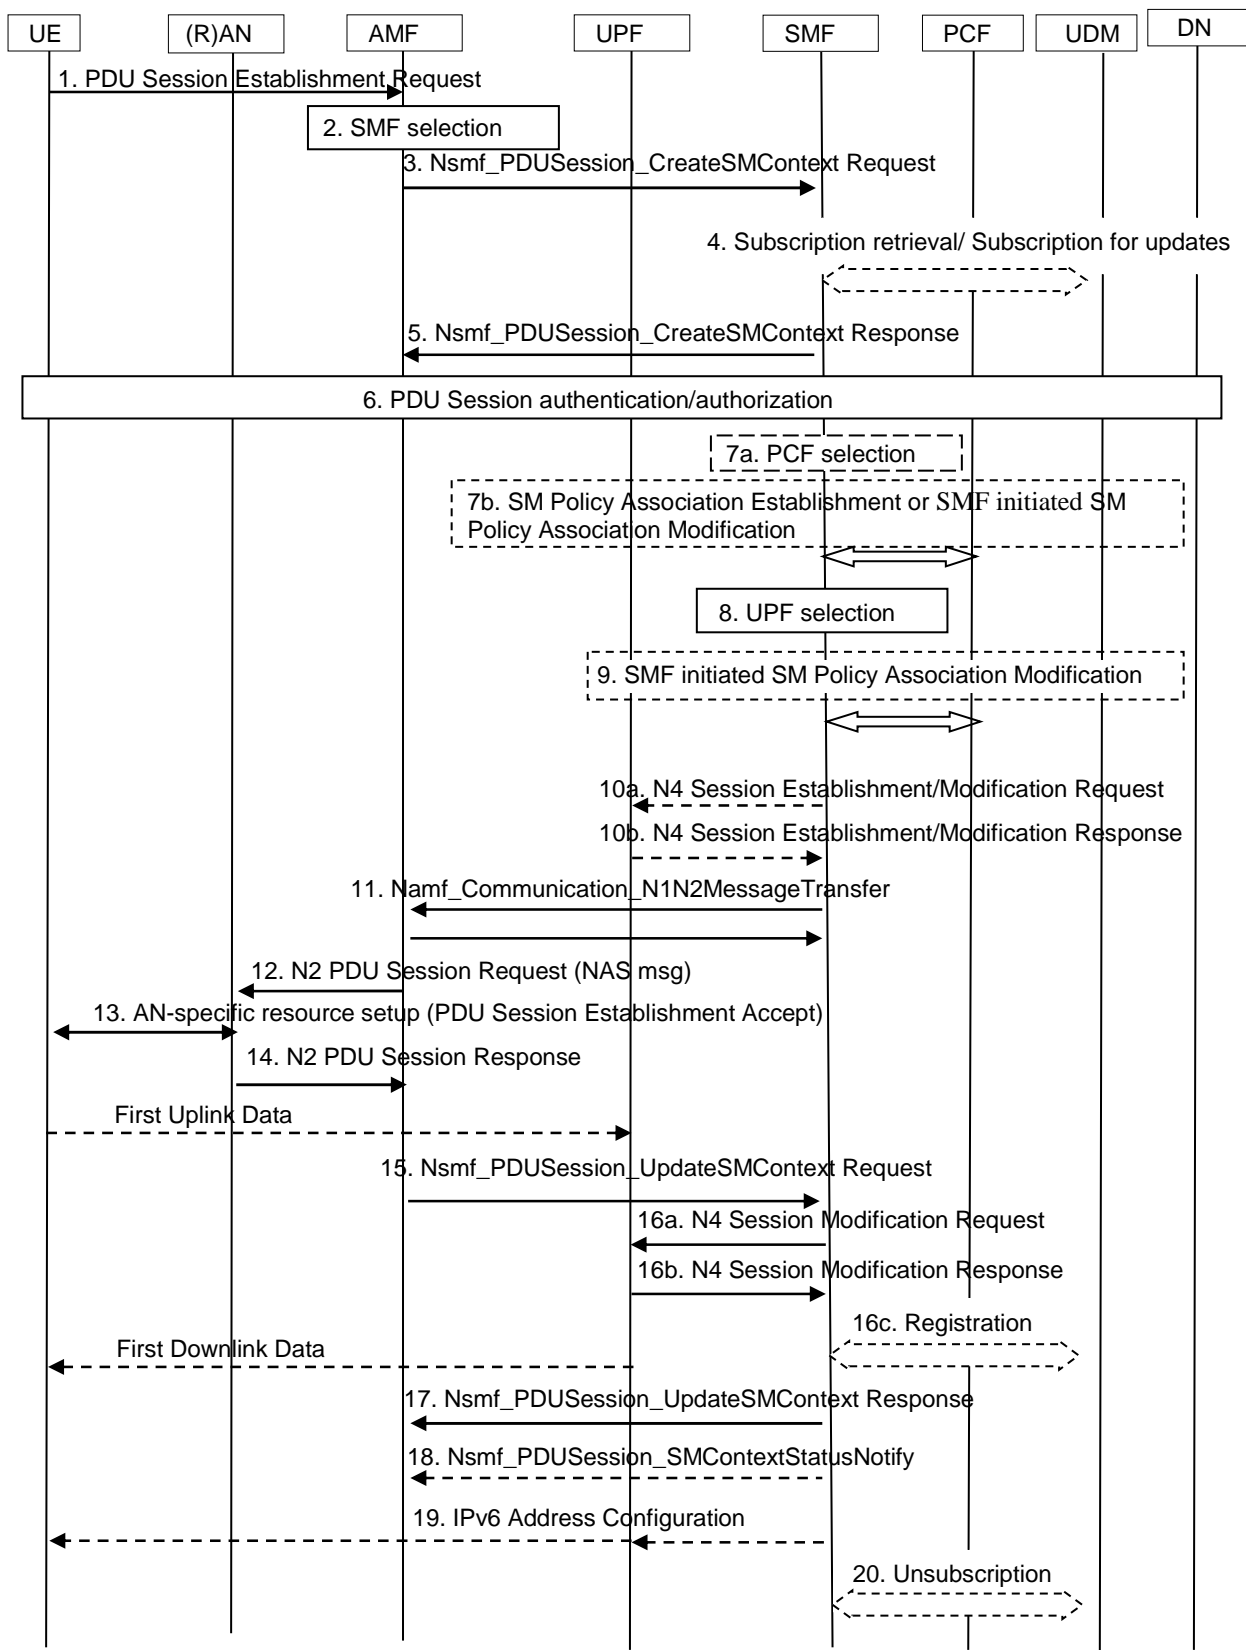 UE
(R)AN
AMF
UPF
SMF
PCF
UDM
DN
1. PDU Session Establishment Request
2. SMF selection
3. Nsmf_PDUSession_CreateSMContext Request
4. Subscription retrieval/ Subscription for updates
5. Nsmf_PDUSession_CreateSMContext Response
6. PDU Session authentication/authorization
7a. PCF selection
7b. SM Policy Association Establishment or SMF initiated SM
Policy Association Modification
8. UPF selection
9. SMF initiated SM Policy Association Modification
10a. N4 Session Establishment/Modification Request
10b. N4 Session Establishment/Modification Response
11. Namf_Communication_N1N2MessageTransfer
12. N2 PDU Session Request (NAS msg)
13. AN-specific resource setup (PDU Session Establishment Accept)
14. N2 PDU Session Response
First Uplink Data
15. Nsmf_PDUSession_UpdateSMContext Request
16a. N4 Session Modification Request
16b. N4 Session Modification Response
16c. Registration
First Downlink Data
17. Nsmf_PDUSession_UpdateSMContext Response
18. Nsmf_PDUSession_SMContextStatusNotify
19. IPv6 Address Configuration
20. Unsubscription